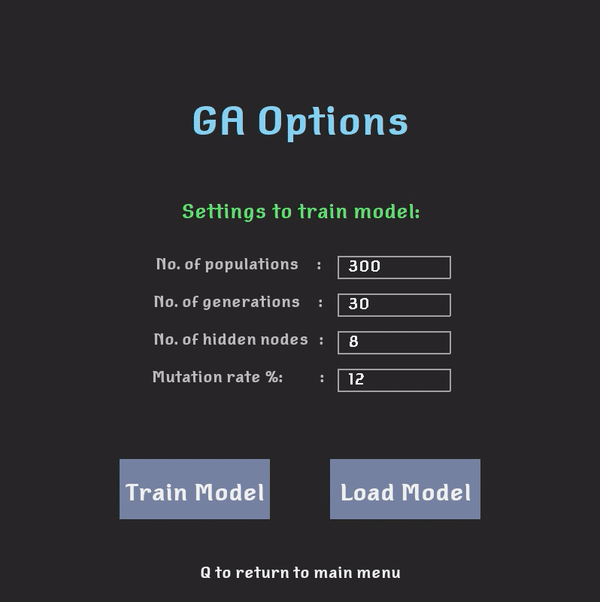 GA Options
Settings to train model:
No. of populations : 300
No. of generations : 30
No. of hidden nodes : 8
Mutation rate %: : 12
Train Model Load Model
Q to return to main menu